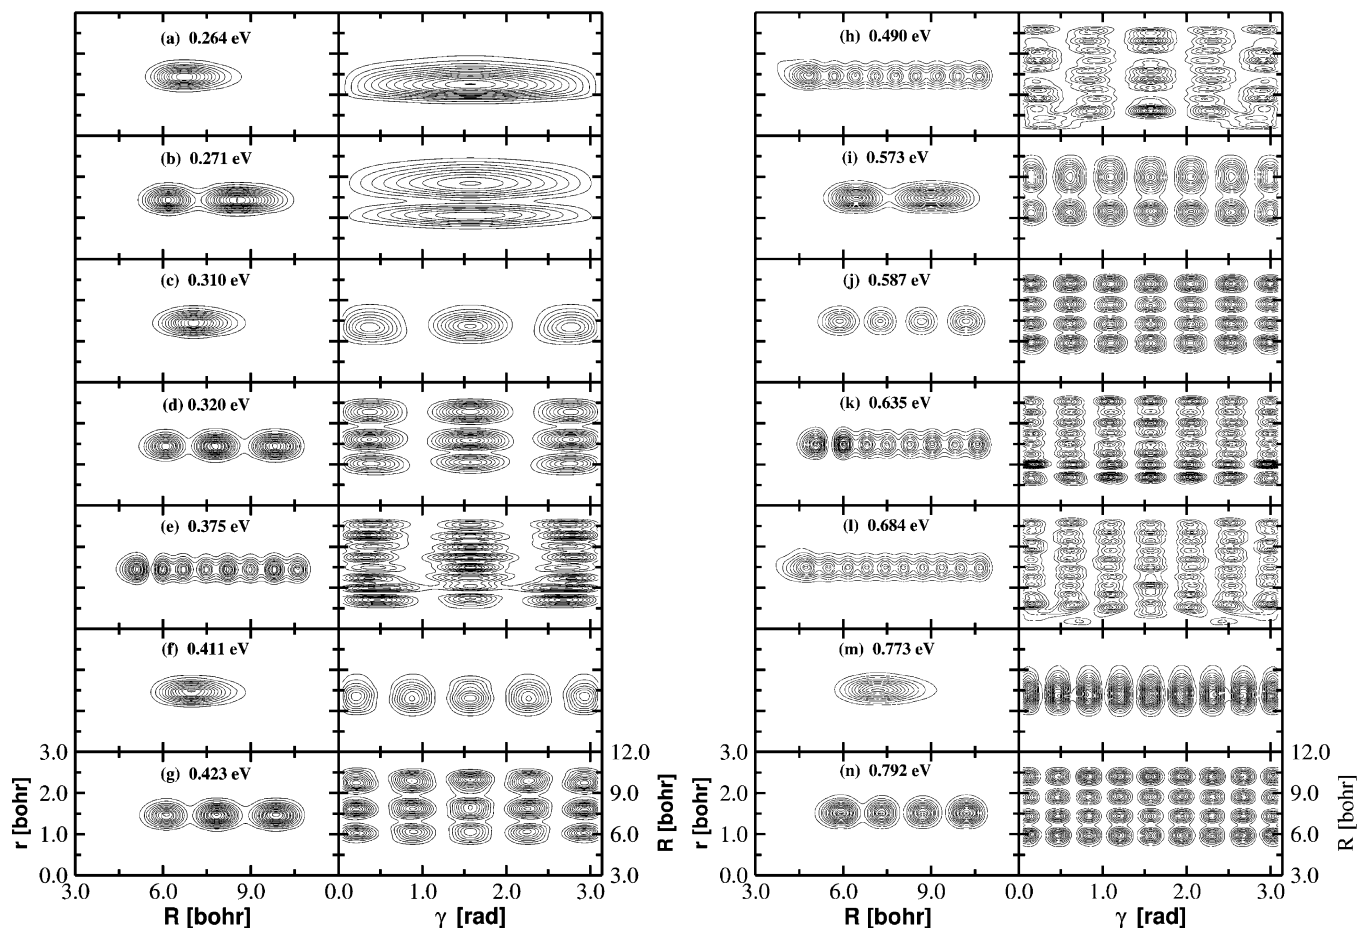 (a) 0.264 eV
(b) 0.271 eV
(c) 0.310 eV
(d) 0.320 eV
(e) 0.375 eV
(f) 0.411 eV
(g) 0.423 eV
3.0
2.0
1.0
0.0
r [bohr]
12.0
9.0
6.0
3.0
R [bohr]
3.0 6.0 9.0 0.0 1.0 2.0 3.0
R [bohr] γ [rad]
(h) 0.490 eV
(i) 0.573 eV
(j) 0.587 eV
(k) 0.635 eV
(l) 0.684 eV
(m) 0.773 eV
(n) 0.792 eV
3.0
2.0
1.0
0.0
r [bohr]
12.0
9.0
6.0
3.0
R [bohr]
3.0 6.0 9.0 0.0 1.0 2.0 3.0
R [bohr] γ [rad]